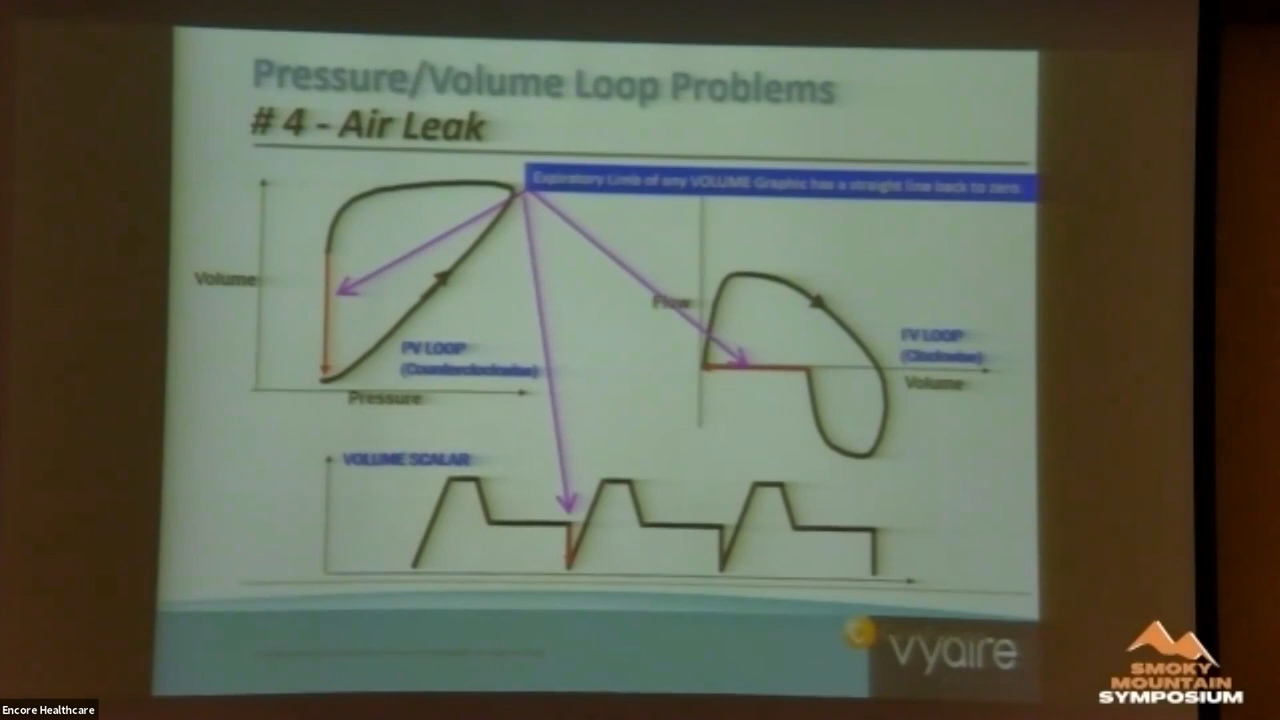 Pressure/Volume Loop Problems
# 4 - Air Leak
Expiratory Limb of any VOLUME Graphic has a straight line back to zero.
Volume
Flow
PV LOOP
(Counterclockwise)
FV LOOP
(Clockwise)
Volume
Pressure
VOLUME SCALAR
vyaire
SMOKY
MOUNTAIN
SYMPOSIUM
Encore Healthcare